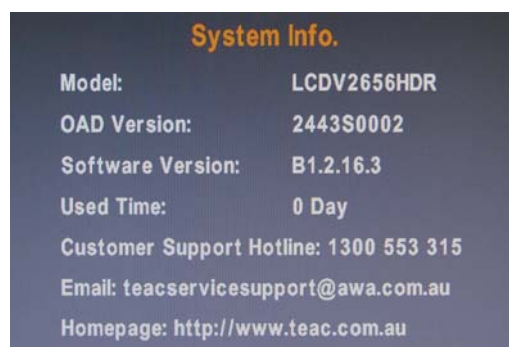 System Info.
Model: LCDV2656HDR
OAD Version: 2443S0002
Software Version: B1.2.16.3
Used Time: 0 Day
Customer Support Hotline: 1300 553 315
Email: teacservicesupport@awa.com.au
Homepage: http://www.teac.com.au